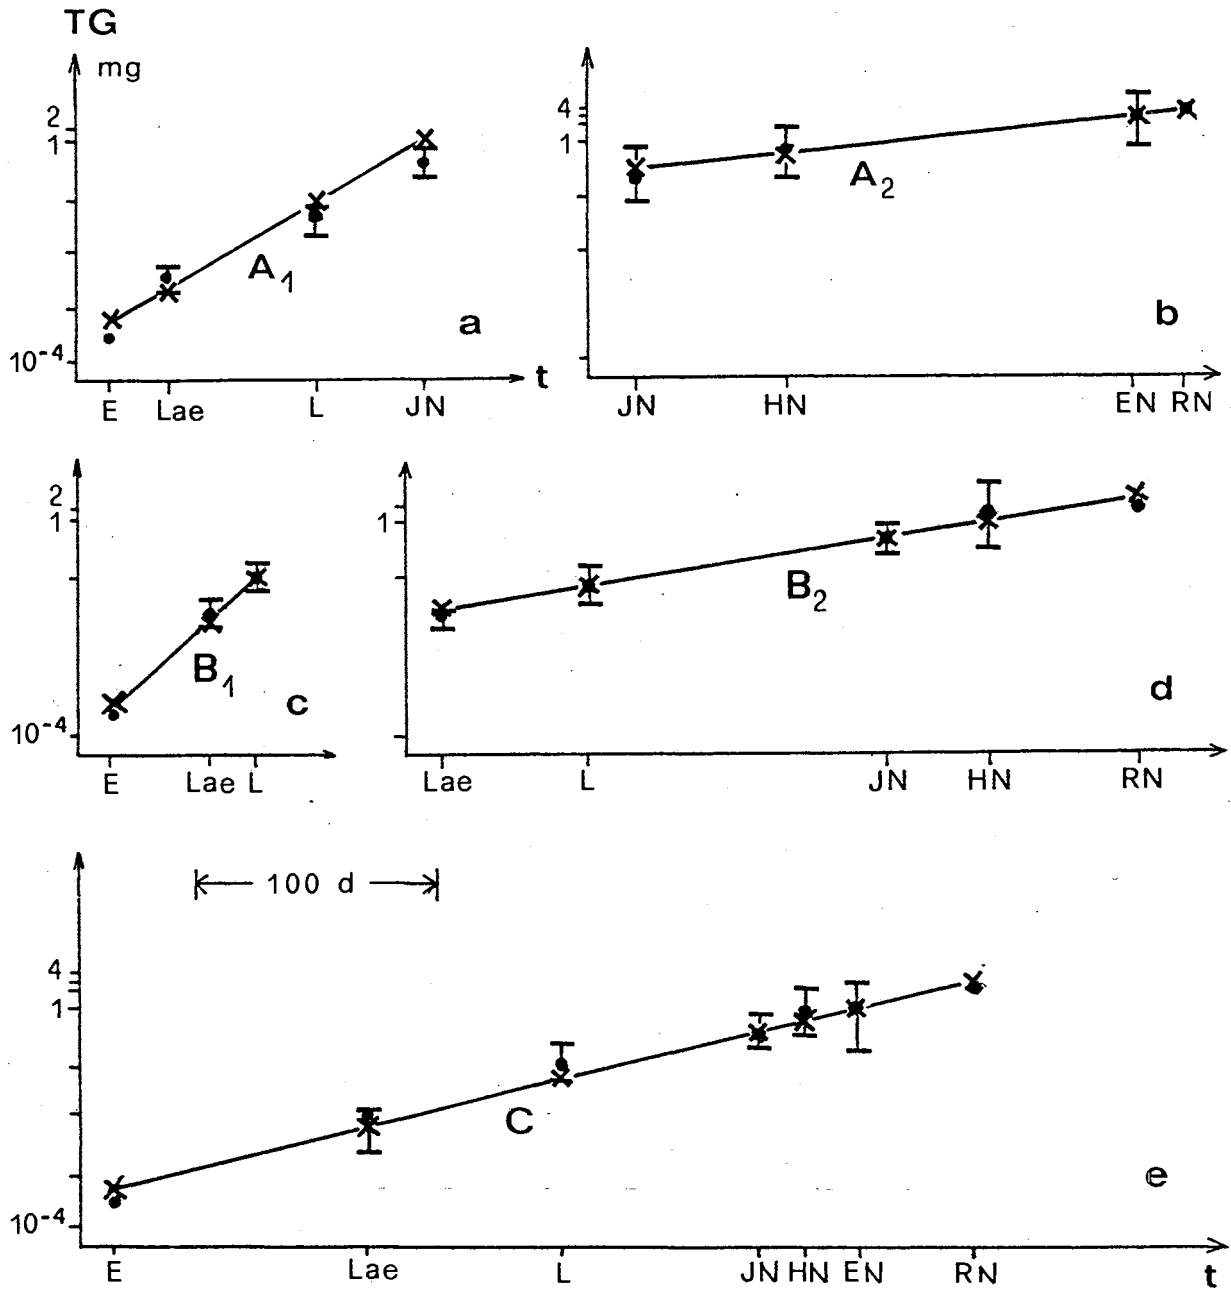 TG
mg
2
1
10⁻⁴
A₁
a
t
E Lae L JN
4
1
A₂
b
JN HN EN RN
2
1
10⁻⁴
B₁
c
E Lae L
1
B₂
d
Lae L JN HN RN
100 d
4
1
10⁻⁴
C
e
E Lae L JN HN EN RN t